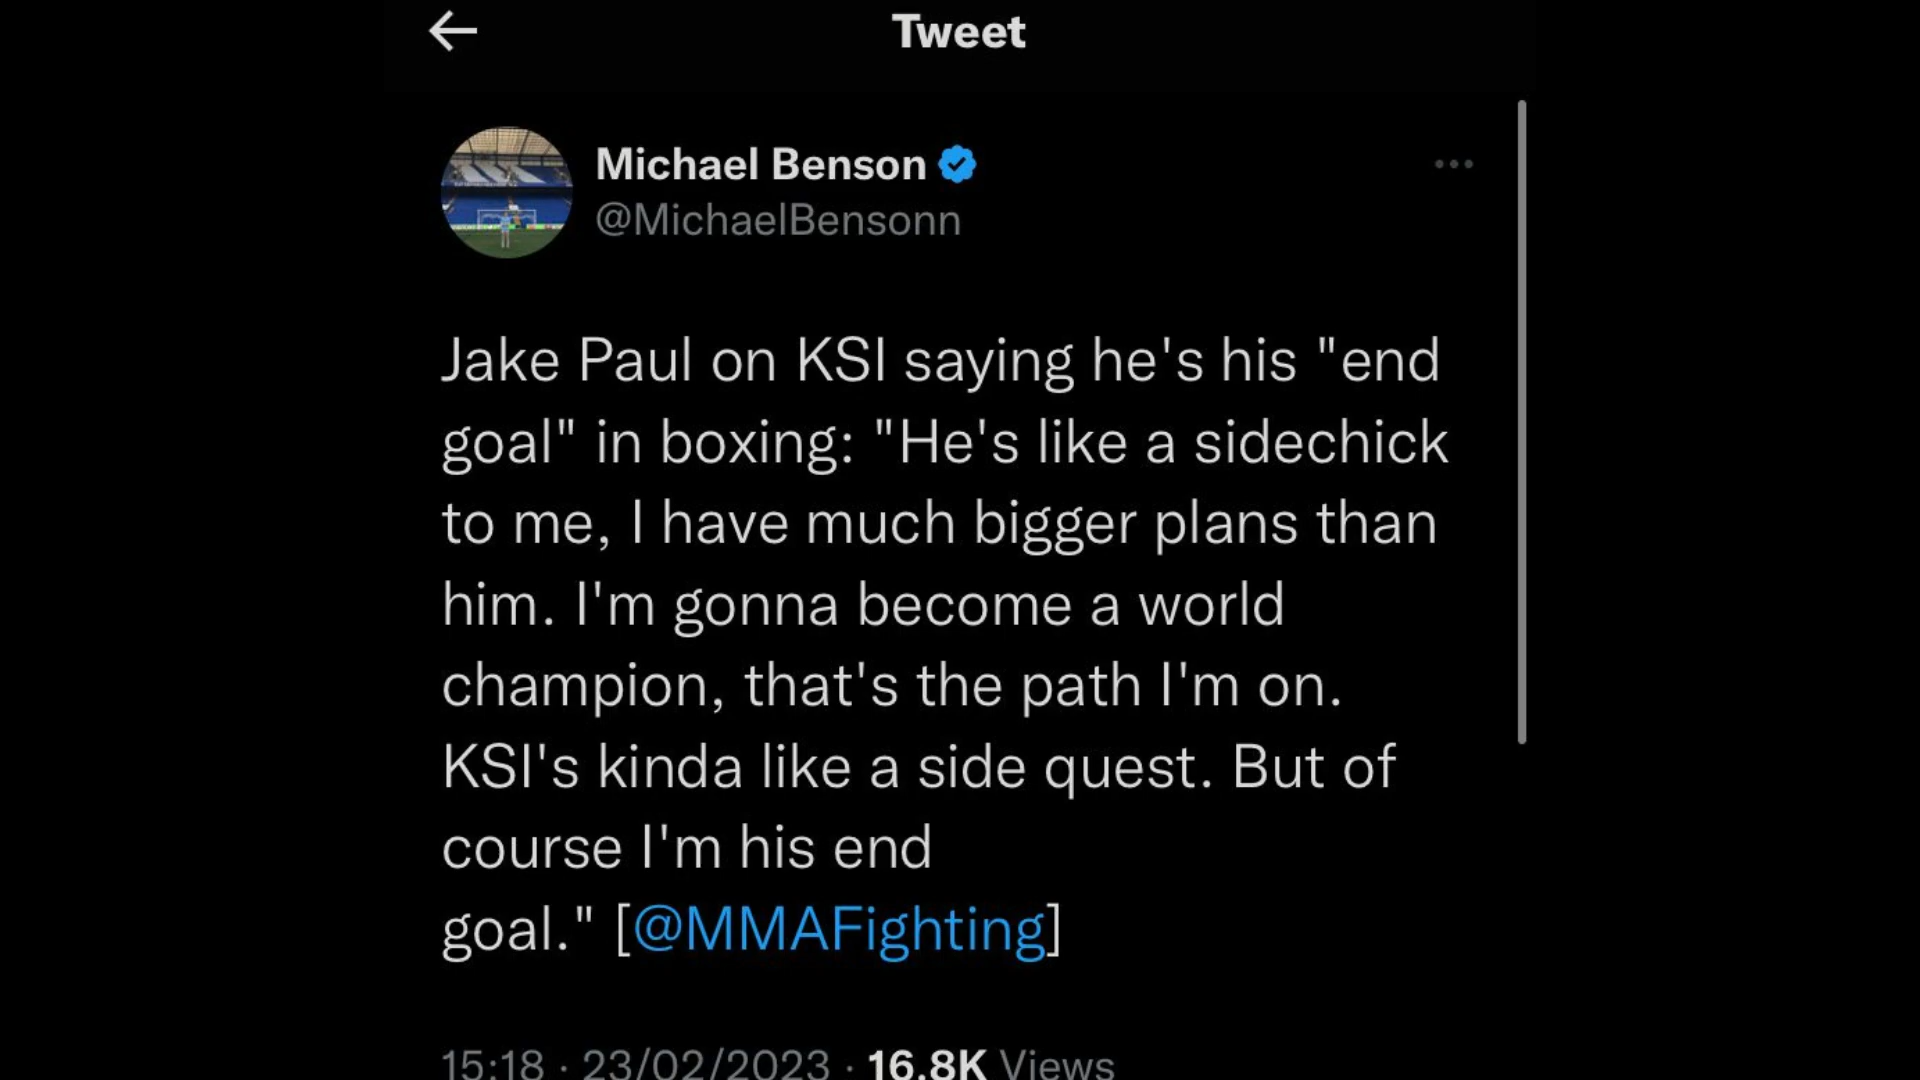 Tweet
Michael Benson
@MichaelBensonn
Jake Paul on KSI saying he's his "end
goal" in boxing: "He's like a sidechick
to me, I have much bigger plans than
him. I'm gonna become a world
champion, that's the path I'm on.
KSI's kinda like a side quest. But of
course I'm his end
goal." [@MMAFighting]
15:18 · 23/02/2023 · 16.8K Views